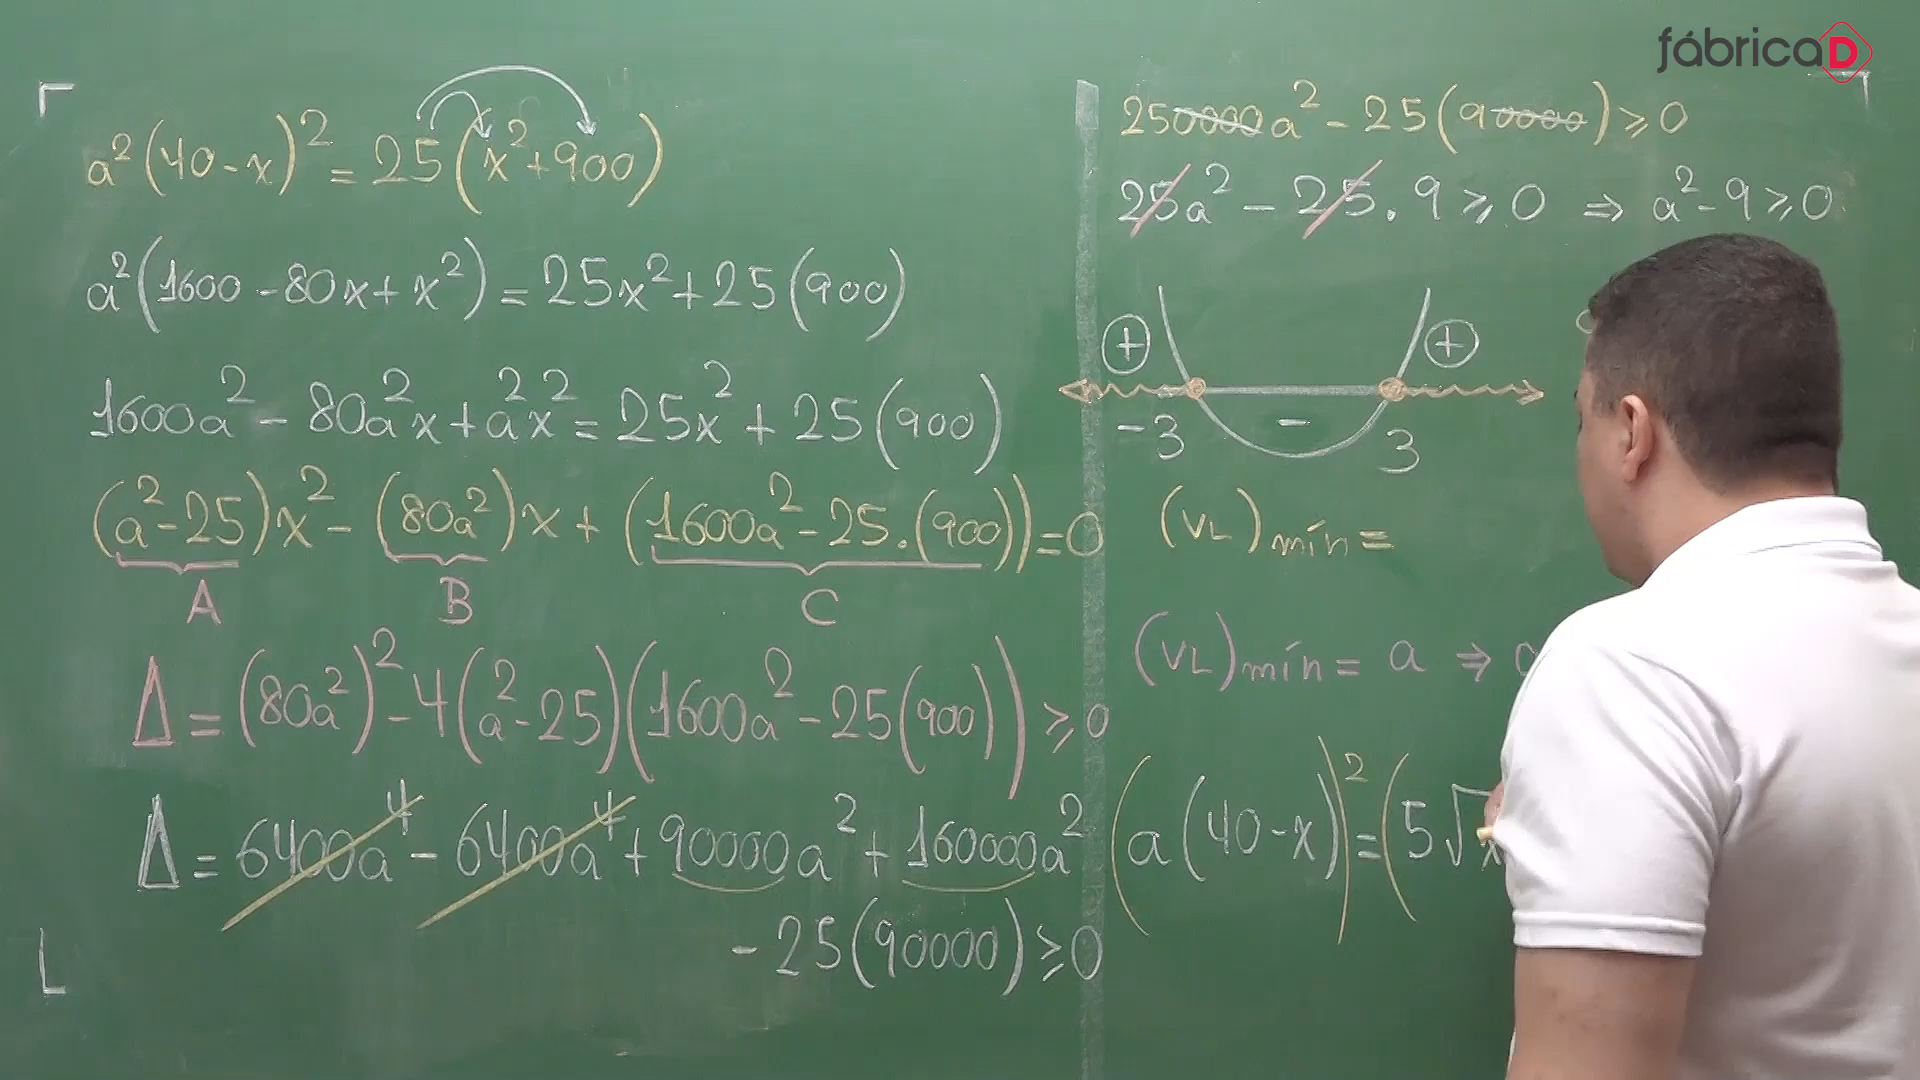 fábricaD
a²(40-x)² = 25(x²+900)
a²(1600-80x+x²) = 25x²+25(900)
1600a² - 80a²x + a²x² = 25x² + 25(900)
(a²-25)x² - (80a²)x + (1600a²-25.(900)) = 0
A B C
Δ = (80a²)² - 4(a²-25)(1600a²-25(900)) ≥ 0
Δ = 6400a⁴ - 6400a⁴ + 90000a² + 160000a²
-25(90000) ≥ 0
250000a² - 25(90000) ≥ 0
25a² - 25.9 ≥ 0 ⇒ a²-9 ≥ 0
+ +
-3 - 3
(VL)mín =
(VL)mín = a ⇒
(a(40-x))² = (5√x